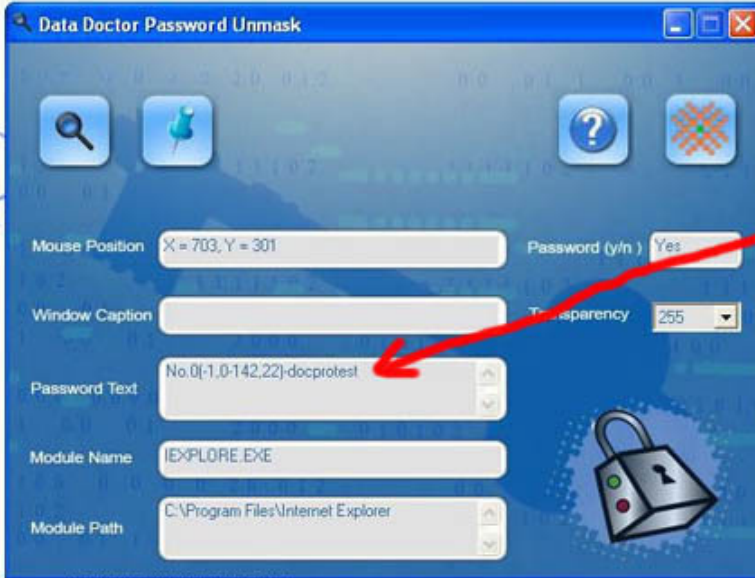 Data Doctor Password Unmask
Mouse Position X = 703, Y = 301 Password (y/n ) Yes
Window Caption Transparency 255
Password Text No.0{-1,0-142,22}-docprotest
Module Name IEXPLORE.EXE
Module Path C:\Program Files\Internet Explorer